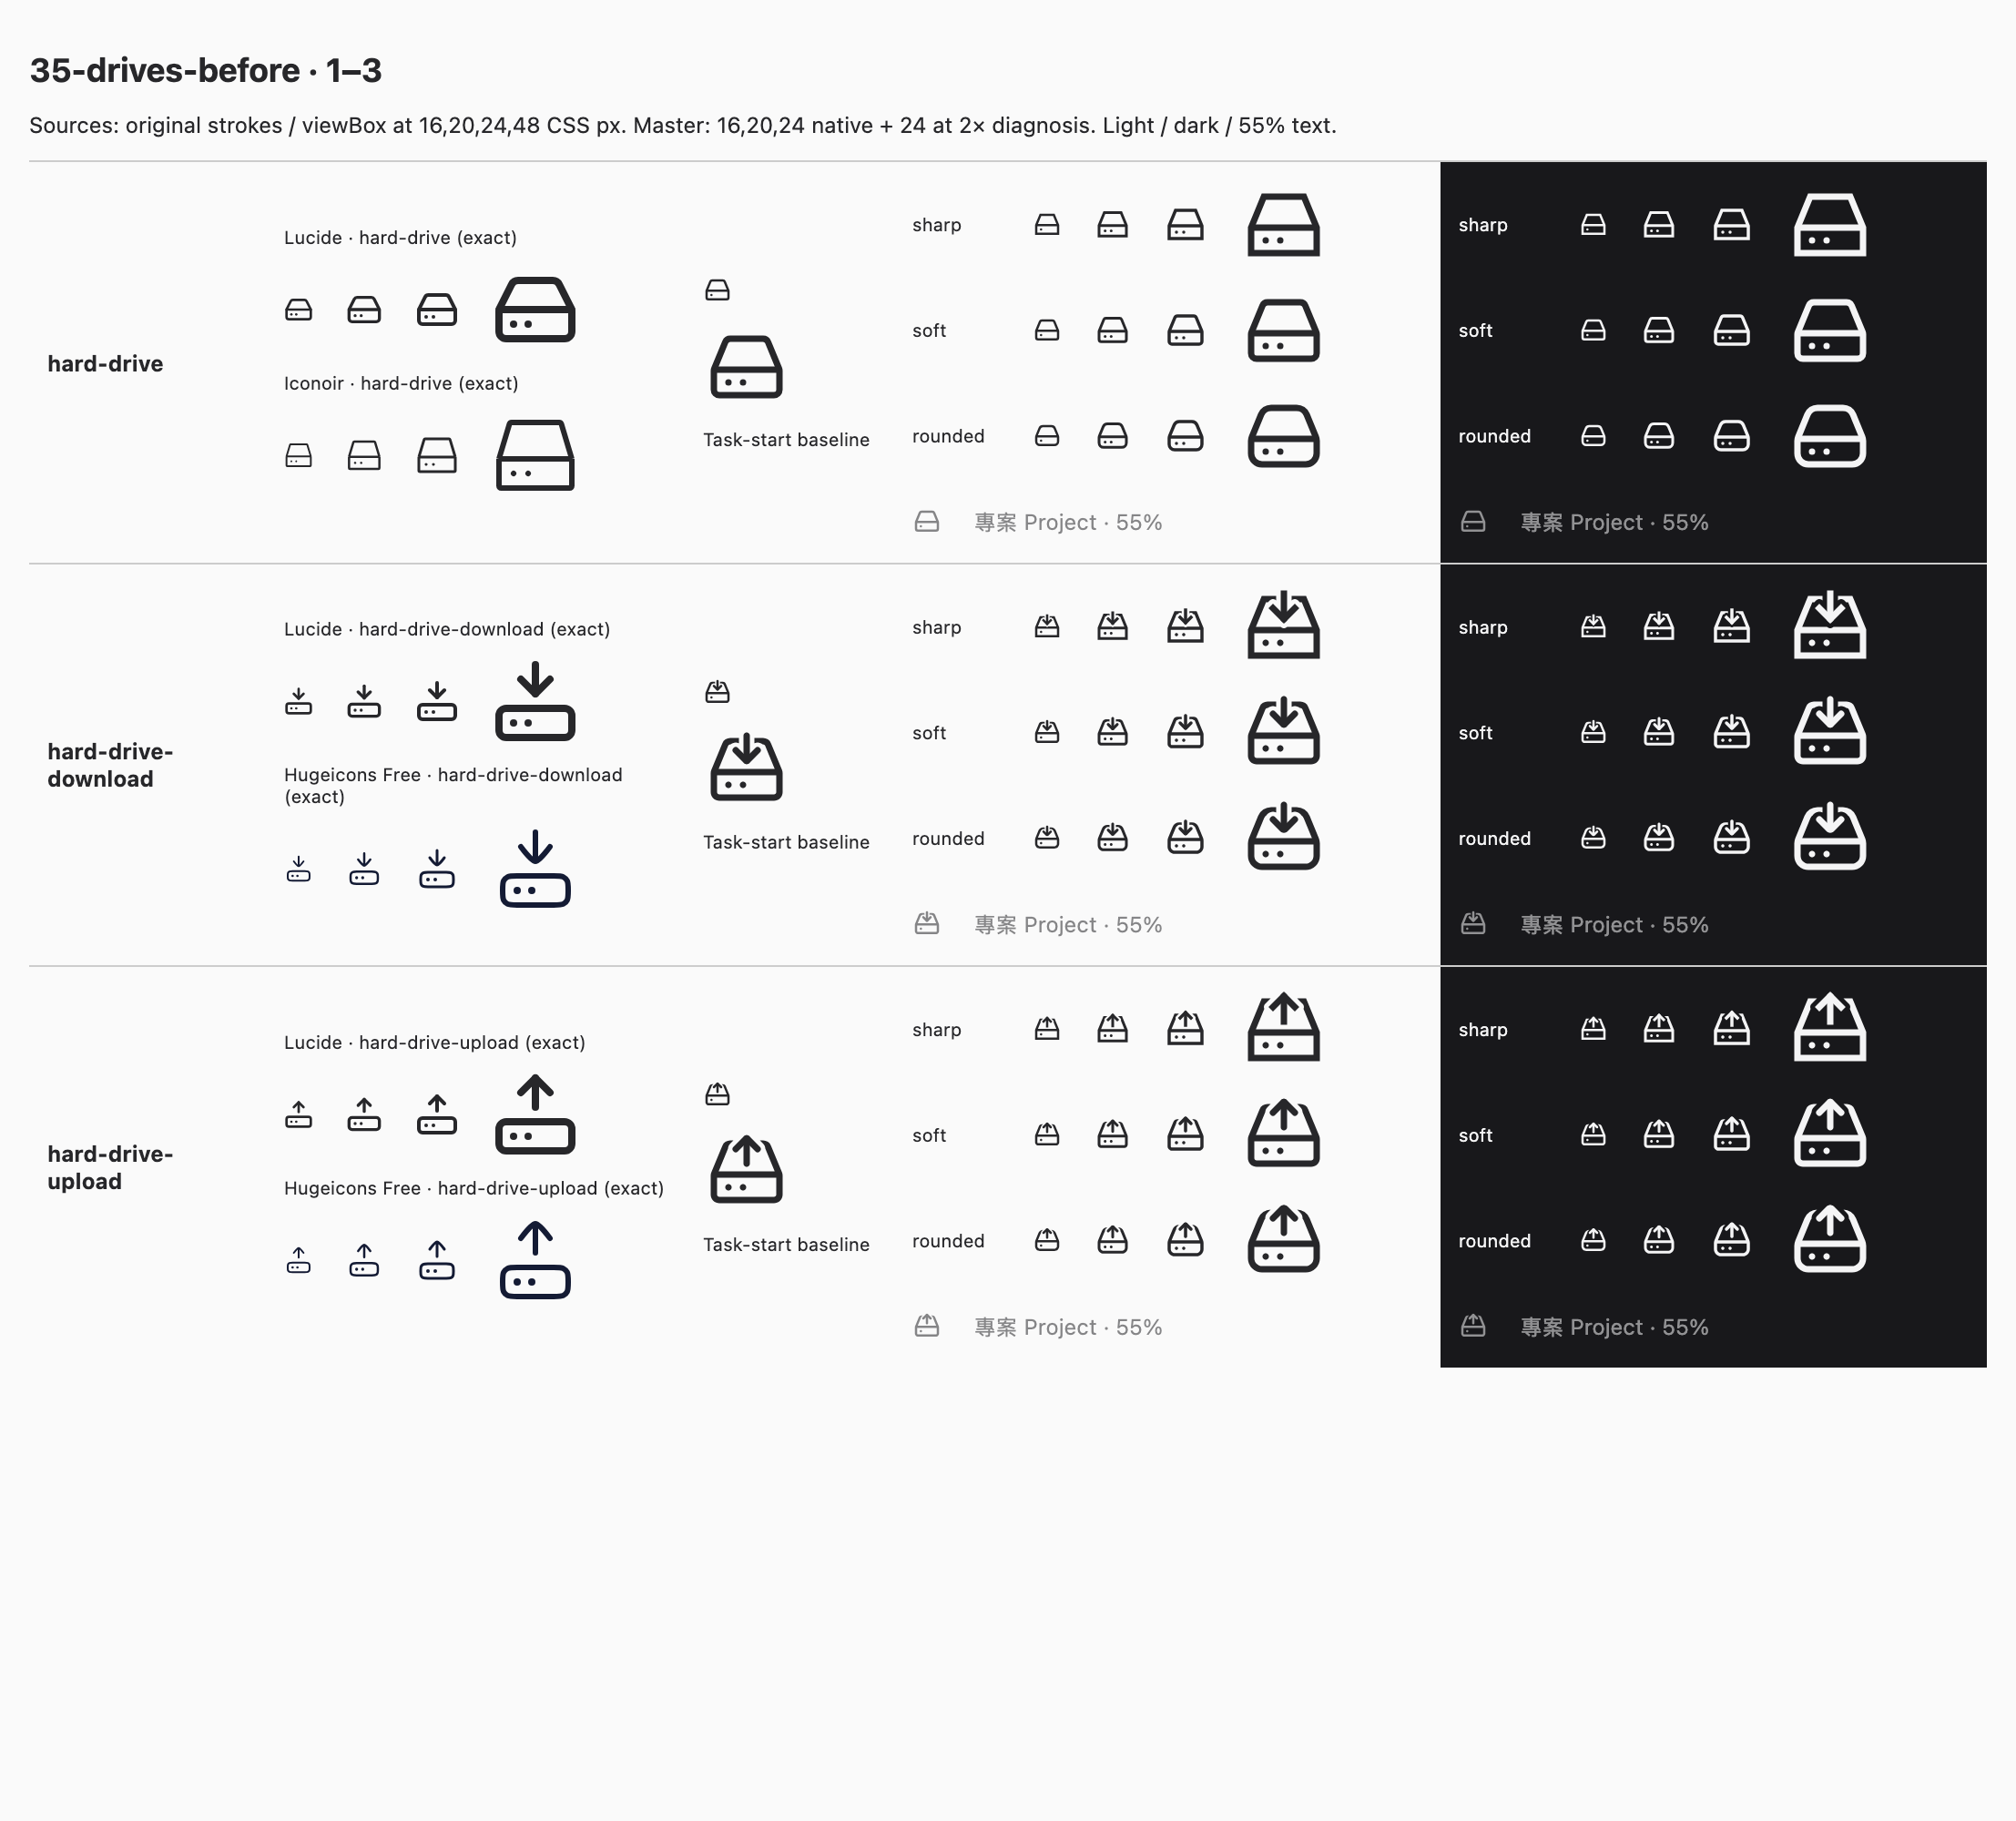 35-drives-before · 1–3
Sources: original strokes / viewBox at 16,20,24,48 CSS px. Master: 16,20,24 native + 24 at 2× diagnosis. Light / dark / 55% text.
hard-drive
Lucide · hard-drive (exact)
Iconoir · hard-drive (exact)
Task-start baseline
sharp
soft
rounded
專案 Project · 55%
sharp
soft
rounded
專案 Project · 55%
hard-drive-
download
Lucide · hard-drive-download (exact)
Hugeicons Free · hard-drive-download
(exact)
Task-start baseline
sharp
soft
rounded
專案 Project · 55%
sharp
soft
rounded
專案 Project · 55%
hard-drive-
upload
Lucide · hard-drive-upload (exact)
Hugeicons Free · hard-drive-upload (exact)
Task-start baseline
sharp
soft
rounded
專案 Project · 55%
sharp
soft
rounded
專案 Project · 55%